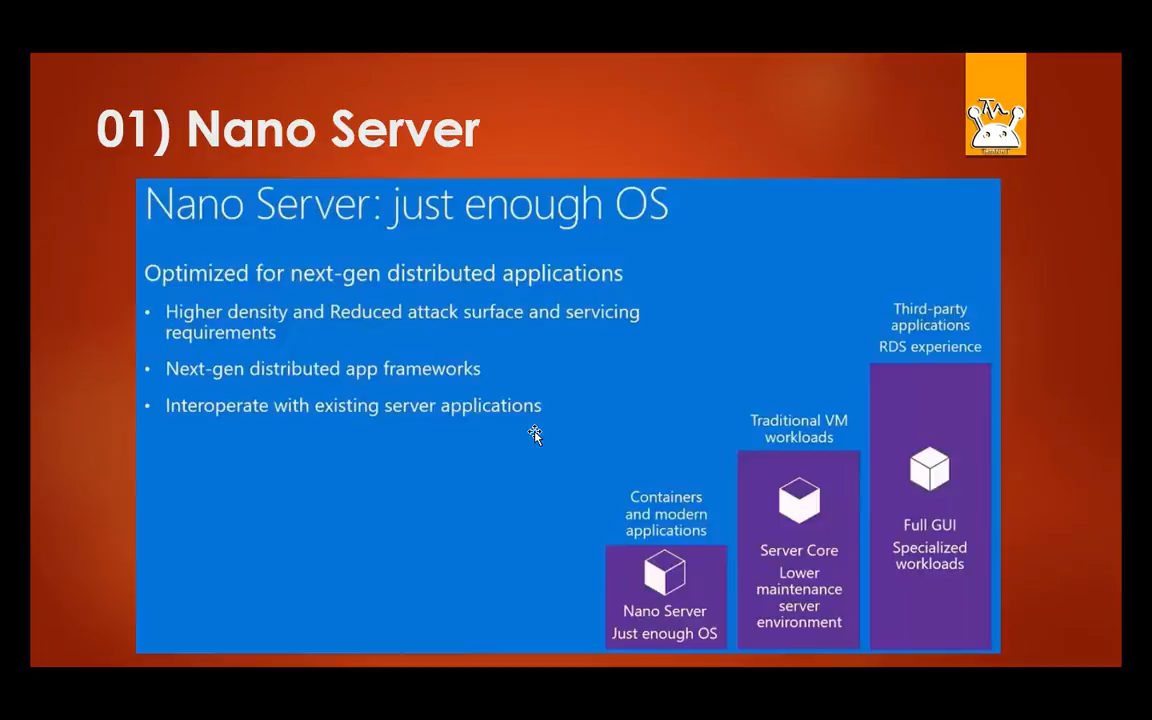 01) Nano Server
Nano Server: just enough OS
Optimized for next-gen distributed applications
• Higher density and Reduced attack surface and servicing
requirements
• Next-gen distributed app frameworks
• Interoperate with existing server applications
Containers
and modern
applications
Nano Server
Just enough OS
Traditional VM
workloads
Server Core
Lower
maintenance
server
environment
Third-party
applications
RDS experience
Full GUI
Specialized
workloads